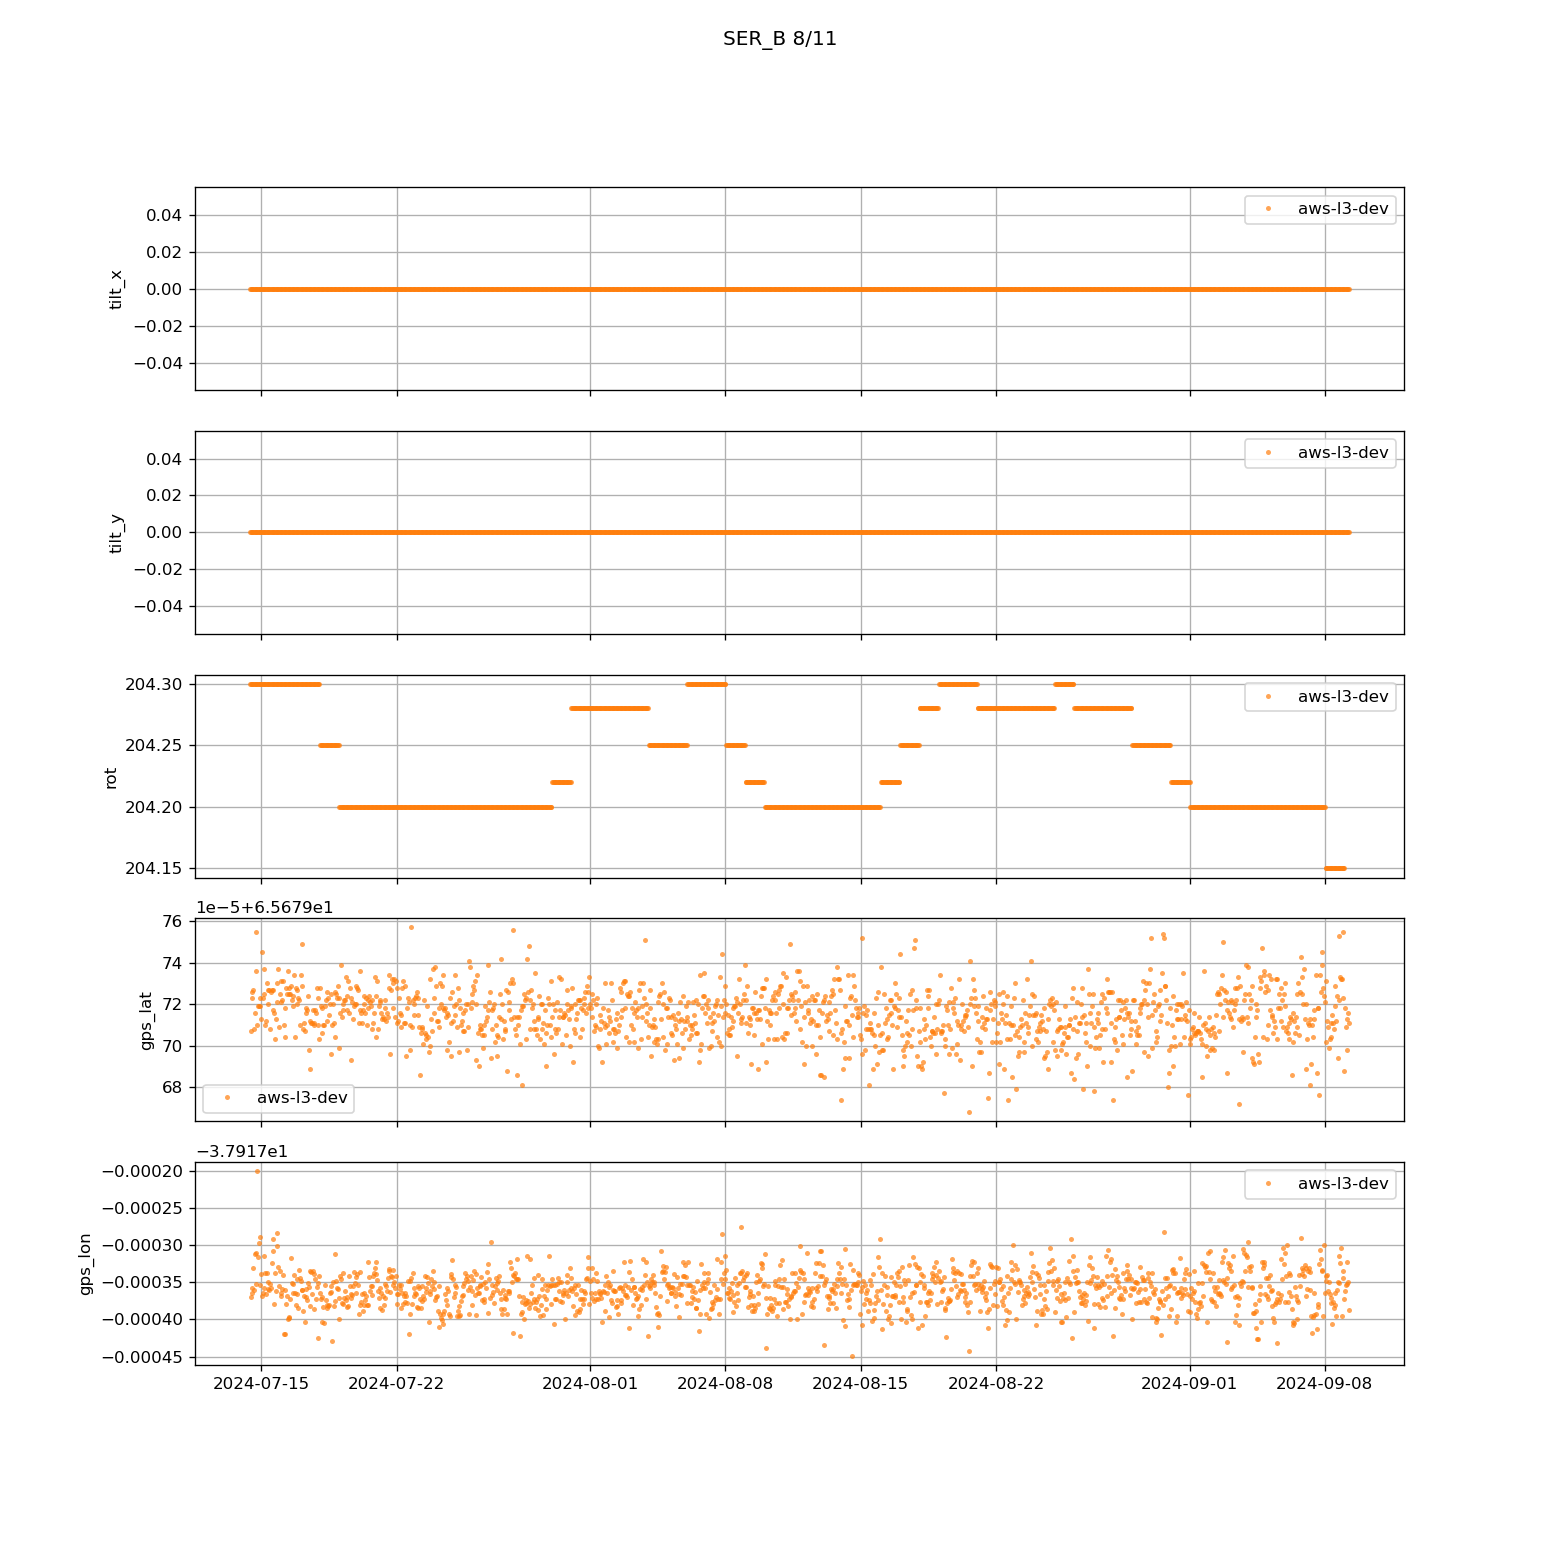 SER_B 8/11
0.04
0.02
0.00
−0.02
−0.04
tilt_x
aws-l3-dev
0.04
0.02
0.00
−0.02
−0.04
tilt_y
aws-l3-dev
204.30
204.25
204.20
204.15
rot
aws-l3-dev
1e−5+6.5679e1
76
74
72
70
68
gps_lat
aws-l3-dev
−3.7917e1
−0.00020
−0.00025
−0.00030
−0.00035
−0.00040
−0.00045
gps_lon
aws-l3-dev
2024-07-15 2024-07-22 2024-08-01 2024-08-08 2024-08-15 2024-08-22 2024-09-01 2024-09-08